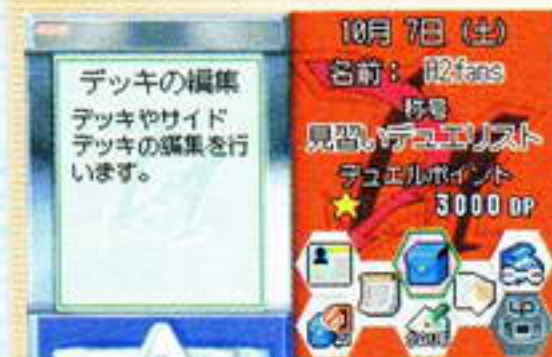 デッキの編集
デッキやサイド
デッキの編集を行
います。
10月 7日 (土)
名前: A2fans
称号
見習いデュエリスト
デュエルポイント
3000 DP